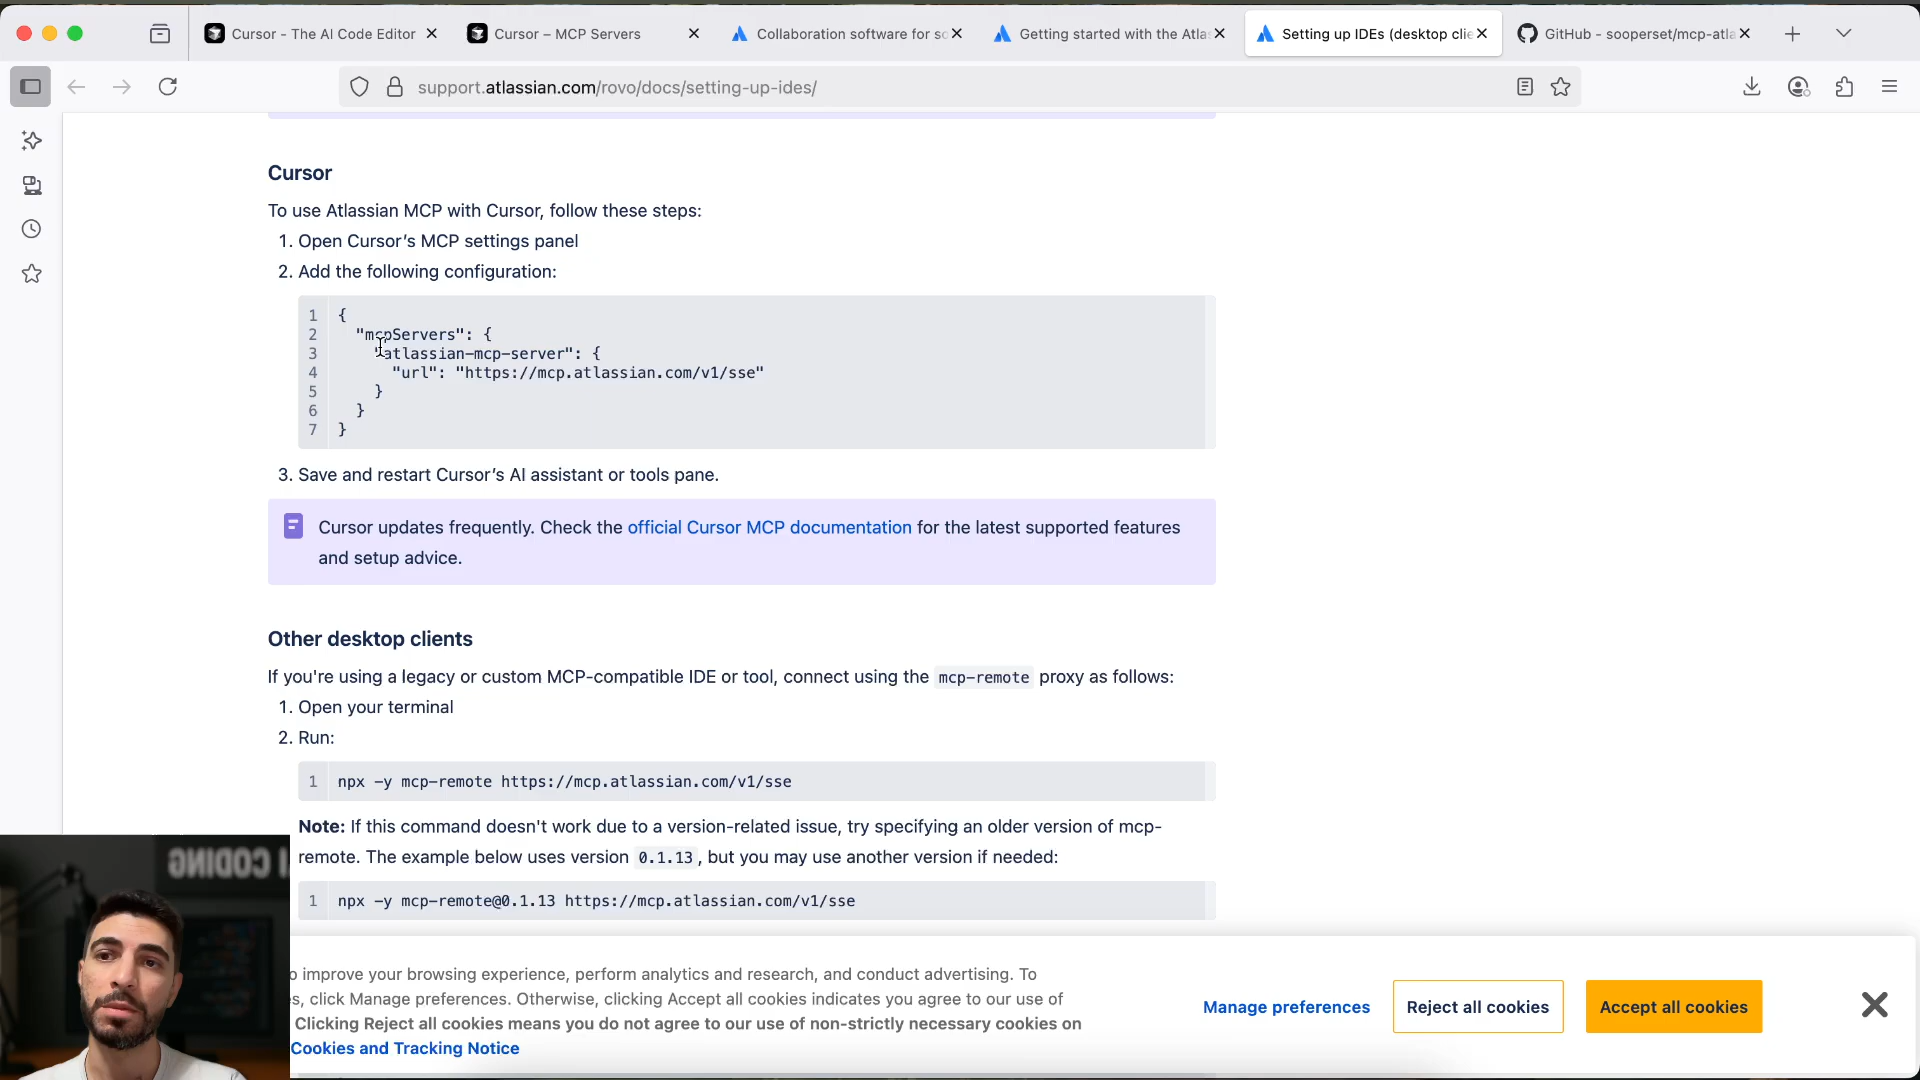 Cursor - The AI Code Editor
Cursor – MCP Servers
Collaboration software for so
Getting started with the Atla
Setting up IDEs (desktop clie
GitHub - sooperset/mcp-atla
support.atlassian.com/rovo/docs/setting-up-ides/
Cursor
To use Atlassian MCP with Cursor, follow these steps:
1. Open Cursor’s MCP settings panel
2. Add the following configuration:
1 {
2 "mcpServers": {
3 "atlassian-mcp-server": {
4 "url": "https://mcp.atlassian.com/v1/sse"
5 }
6 }
7 }
3. Save and restart Cursor’s AI assistant or tools pane.
Cursor updates frequently. Check the official Cursor MCP documentation for the latest supported features
and setup advice.
Other desktop clients
If you're using a legacy or custom MCP-compatible IDE or tool, connect using the mcp-remote proxy as follows:
1. Open your terminal
2. Run:
1 npx -y mcp-remote https://mcp.atlassian.com/v1/sse
Note: If this command doesn't work due to a version-related issue, try specifying an older version of mcp-
remote. The example below uses version 0.1.13, but you may use another version if needed:
1 npx -y mcp-remote@0.1.13 https://mcp.atlassian.com/v1/sse
o improve your browsing experience, perform analytics and research, and conduct advertising. To
s, click Manage preferences. Otherwise, clicking Accept all cookies indicates you agree to our use of
Clicking Reject all cookies means you do not agree to our use of non-strictly necessary cookies on
Cookies and Tracking Notice
Manage preferences
Reject all cookies
Accept all cookies
I CODING